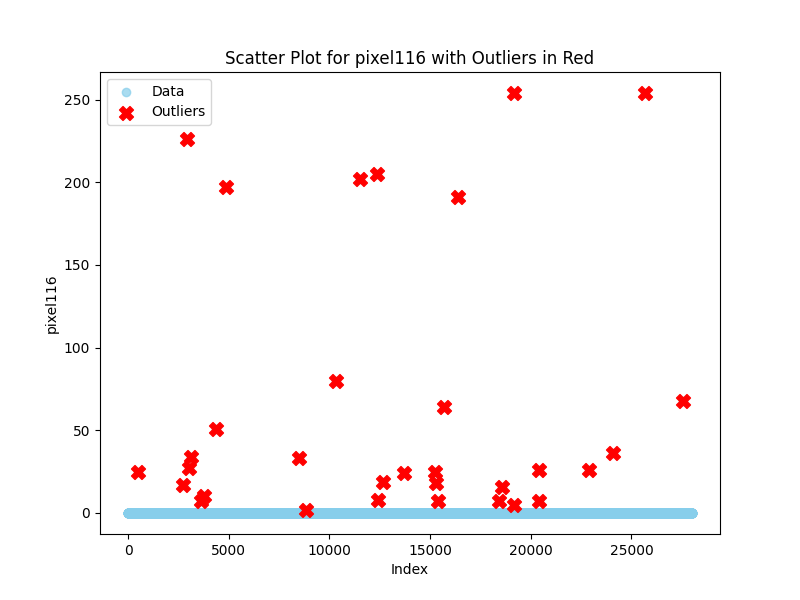 Scatter Plot for pixel116 with Outliers in Red
Data
Outliers
250
200
150
100
50
0
pixel116
0 5000 10000 15000 20000 25000
Index